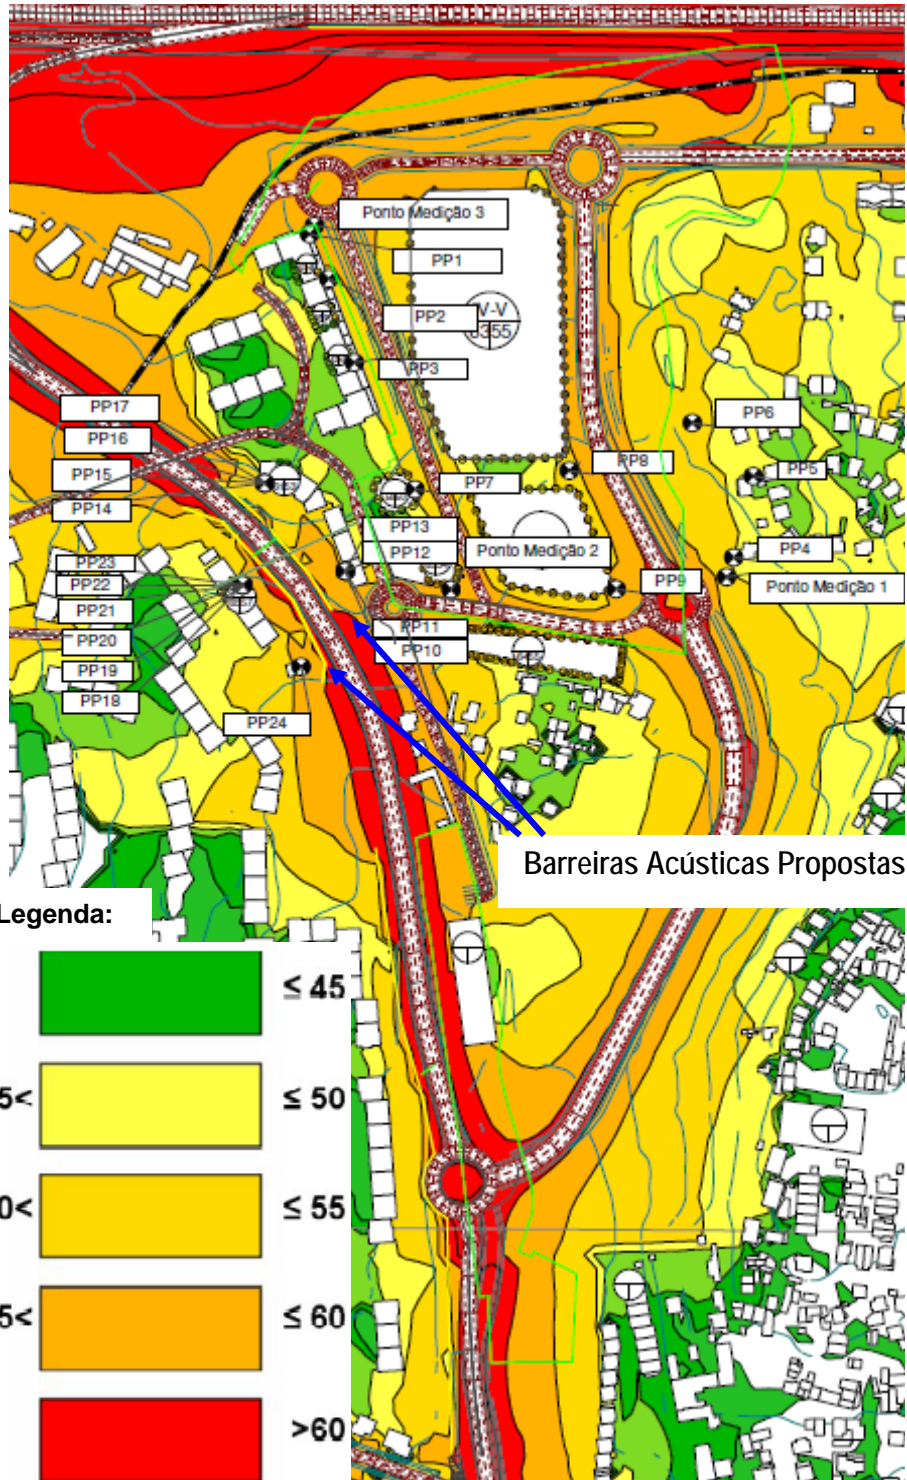 Ponto Medição 3
PP1
V-V
PP2
PP3
PP17
PP6
PP16
PP8
PP15
PP5
PP7
PP14
PP13
PP12
Ponto Medição 2
PP4
PP23
PP22
PP9
Ponto Medição 1
PP21
PP11
PP20
PP10
PP19
PP18
PP24
Barreiras Acústicas Propostas
Legenda:
≤ 45
5<
≤ 50
0<
≤ 55
5<
≤ 60
>60